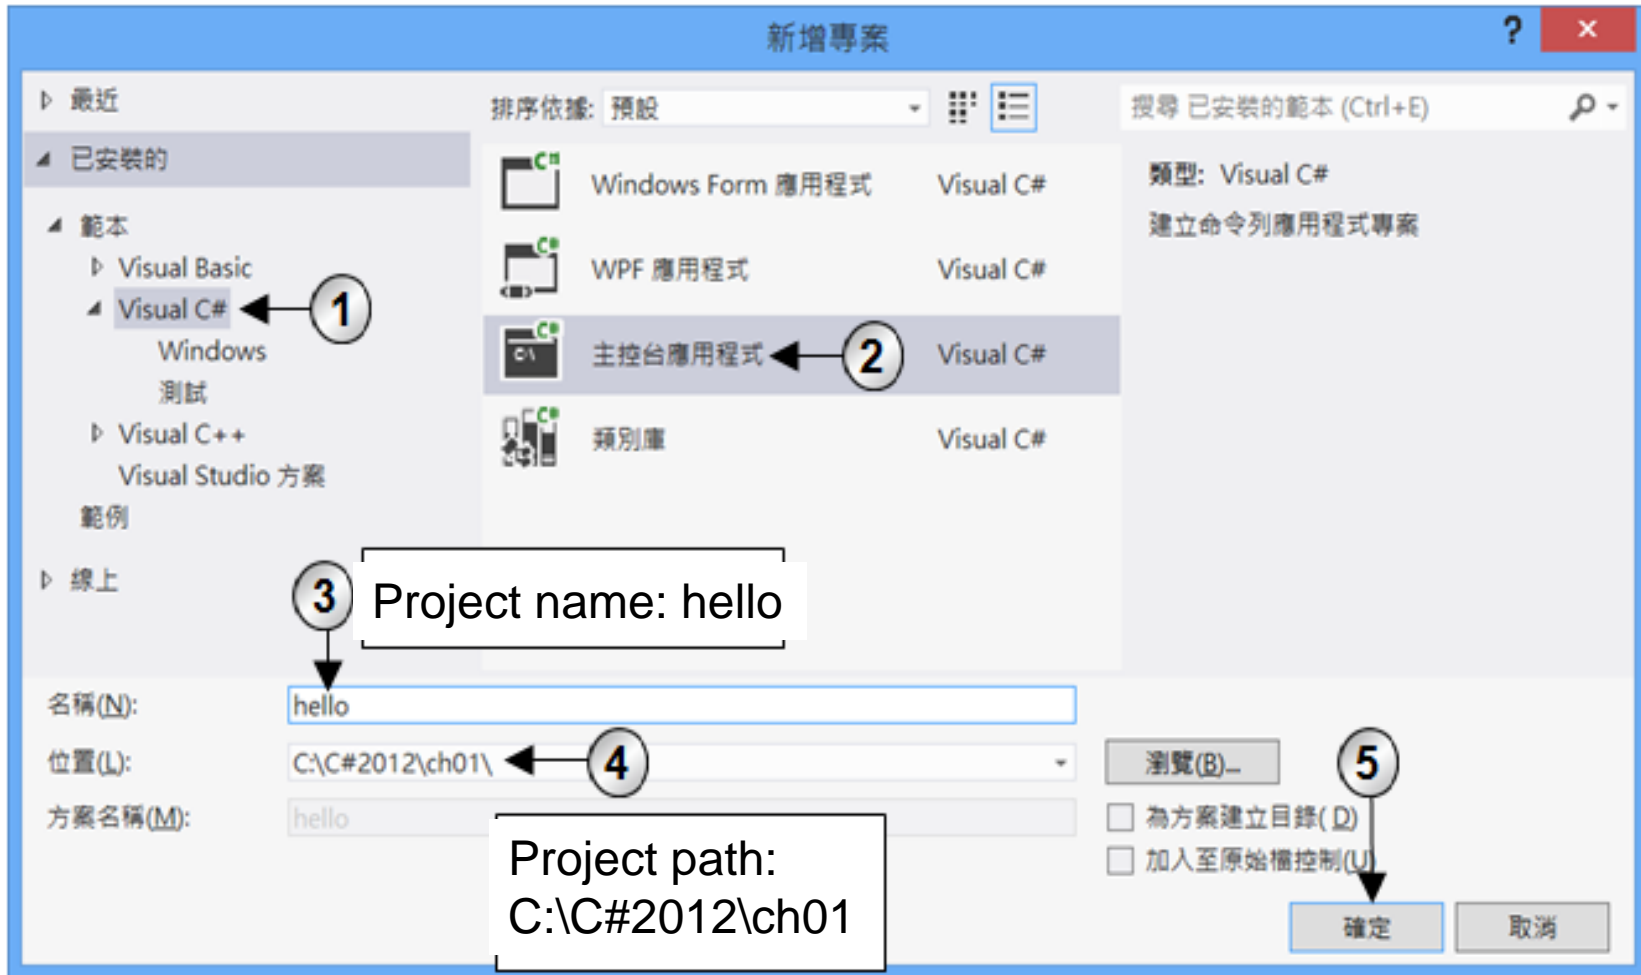 新增專案
?
最近
已安裝的
範本
Visual Basic
Visual C#
1
Windows
測試
Visual C++
Visual Studio 方案
範例
線上
排序依據: 預設
Windows Form 應用程式 Visual C#
WPF 應用程式 Visual C#
主控台應用程式 2 Visual C#
類別庫 Visual C#
搜尋 已安裝的範本 (Ctrl+E)
類型: Visual C#
建立命令列應用程式專案
3
Project name: hello
名稱(N): hello
位置(L): C:\C#2012\ch01\
4
瀏覽(B)...
5
方案名稱(M): hello
為方案建立目錄(D)
加入至原始檔控制(U)
Project path:
C:\C#2012\ch01
確定
取消